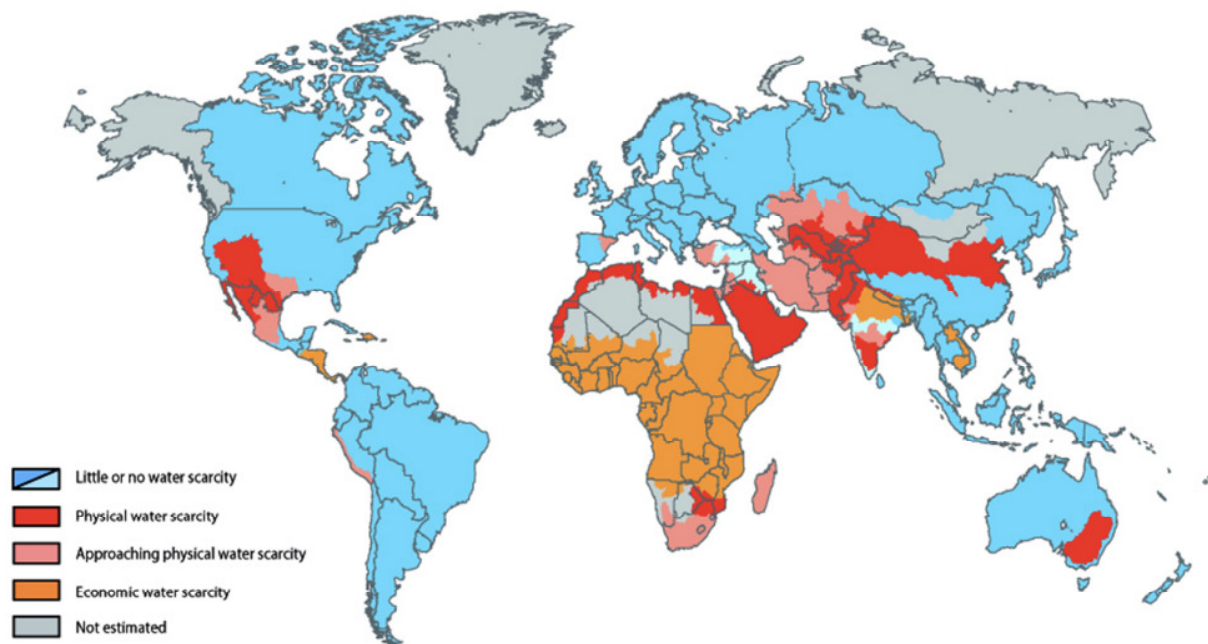 Little or no water scarcity
Physical water scarcity
Approaching physical water scarcity
Economic water scarcity
Not estimated